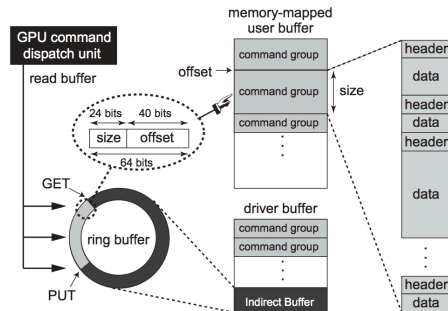 GPU command
dispatch unit
read buffer
24 bits
40 bits
size
offset
64 bits
GET
ring buffer
PUT
memory-mapped
user buffer
command group
offset
command group
size
command group
driver buffer
command group
command group
Indirect Buffer
header
data
header
data
header
data
header
data